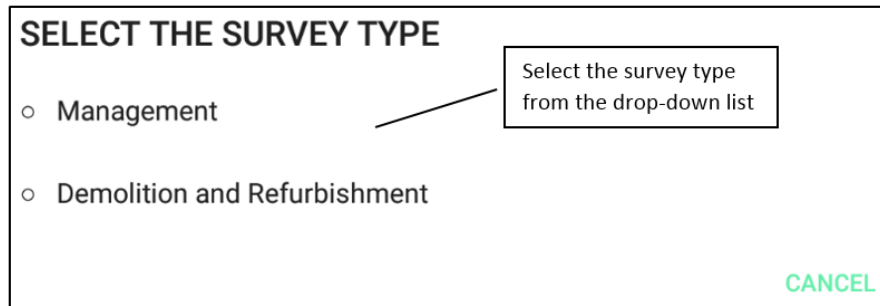 SELECT THE SURVEY TYPE
Select the survey type
from the drop-down list
Management
Demolition and Refurbishment
CANCEL